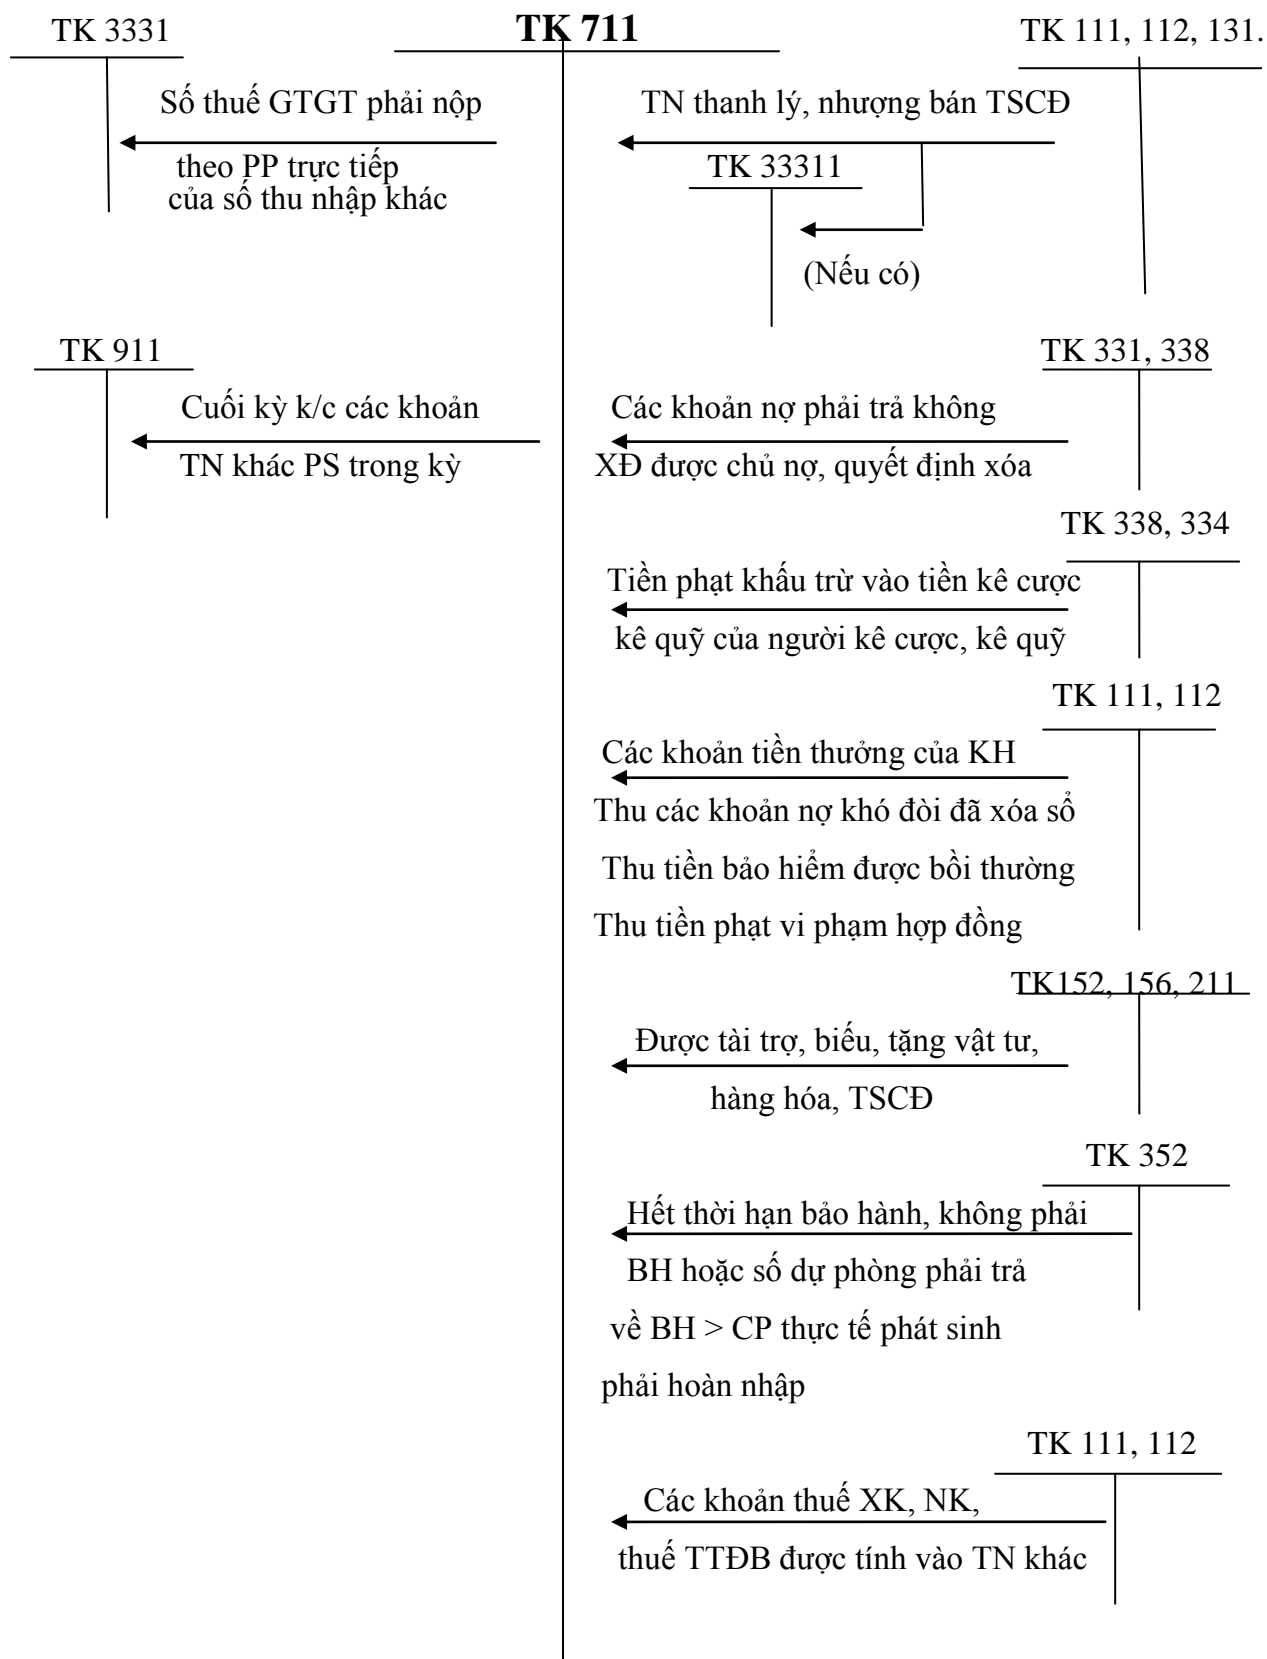 TK 3331
TK 711
TK 111, 112, 131.
Số thuế GTGT phải nộp
theo PP trực tiếp
của số thu nhập khác
TN thanh lý, nhượng bán TSCĐ
TK 33311
(Nếu có)
TK 911
Cuối kỳ k/c các khoản
TN khác PS trong kỳ
TK 331, 338
Các khoản nợ phải trả không
XĐ được chủ nợ, quyết định xóa
TK 338, 334
Tiền phạt khấu trừ vào tiền kê cược
kê quỹ của người kê cược, kê quỹ
TK 111, 112
Các khoản tiền thưởng của KH
Thu các khoản nợ khó đòi đã xóa sổ
Thu tiền bảo hiểm được bồi thường
Thu tiền phạt vi phạm hợp đồng
TK152, 156, 211
Được tài trợ, biếu, tặng vật tư,
hàng hóa, TSCĐ
TK 352
Hết thời hạn bảo hành, không phải
BH hoặc số dự phòng phải trả
về BH > CP thực tế phát sinh
phải hoàn nhập
TK 111, 112
Các khoản thuế XK, NK,
thuế TTĐB được tính vào TN khác